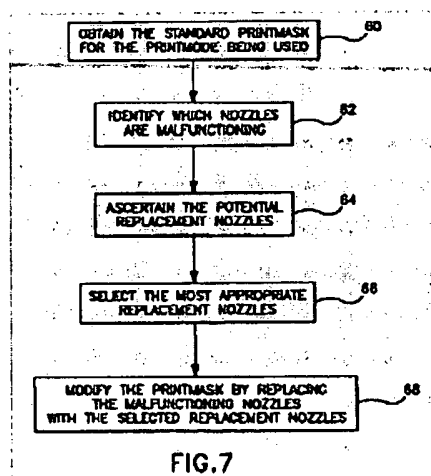 OBTAIN THE STANDARD PRINTMASK
FOR THE PRINTMODE BEING USED
60
IDENTIFY WHICH NOZZLES
ARE MALFUNCTIONING
62
ASCERTAIN THE POTENTIAL
REPLACEMENT NOZZLES
64
SELECT THE MOST APPROPRIATE
REPLACEMENT NOZZLES
66
MODIFY THE PRINTMASK BY REPLACING
THE MALFUNCTIONING NOZZLES
WITH THE SELECTED REPLACEMENT NOZZLES
68
FIG.7